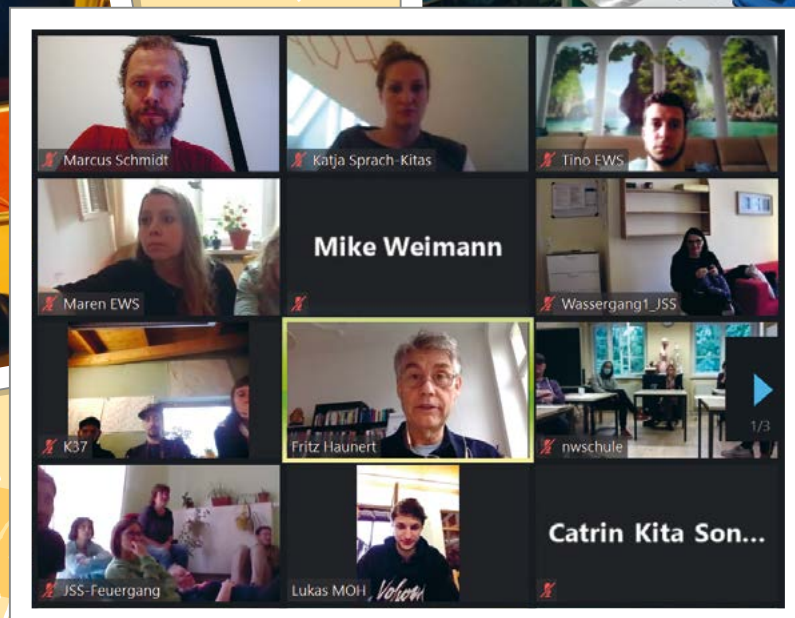 Marcus Schmidt
Katja Sprach-Kitas
Tino EWS
Maren EWS
Mike Weimann
Wassergang1_JSS
K37
Fritz Haunert
nwschule
1/3
JSS-Feuergang
Lukas MOH
Catrin Kita Son...